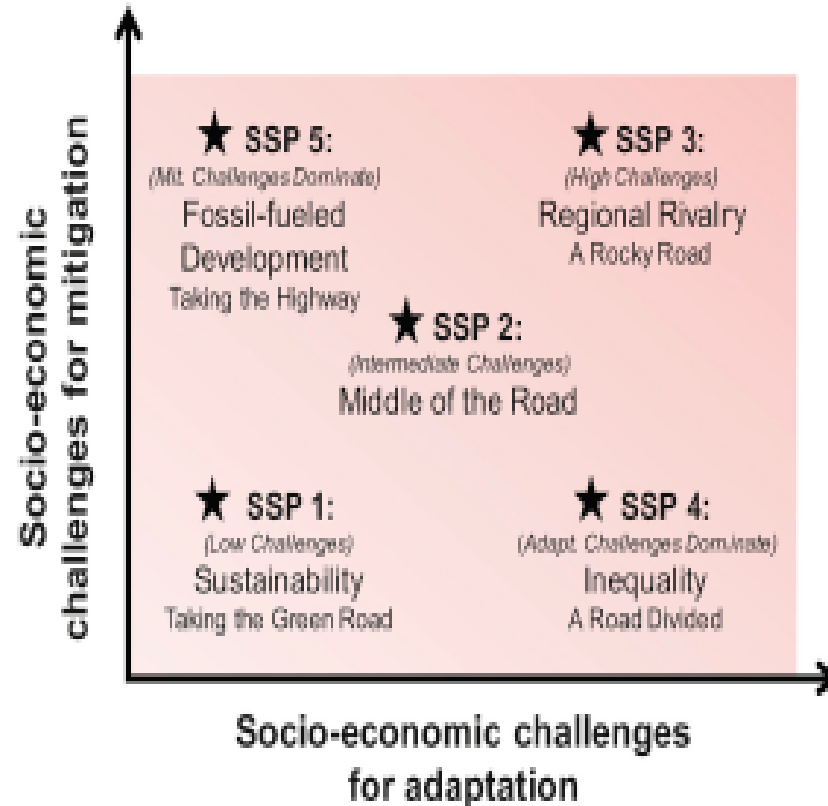 Socio-economic
challenges for mitigation
★ SSP 5:
(Mit. Challenges Dominate)
Fossil-fueled
Development
Taking the Highway
★ SSP 3:
(High Challenges)
Regional Rivalry
A Rocky Road
★ SSP 2:
(Intermediate Challenges)
Middle of the Road
★ SSP 1:
(Low Challenges)
Sustainability
Taking the Green Road
★ SSP 4:
(Adapt. Challenges Dominate)
Inequality
A Road Divided
Socio-economic challenges
for adaptation